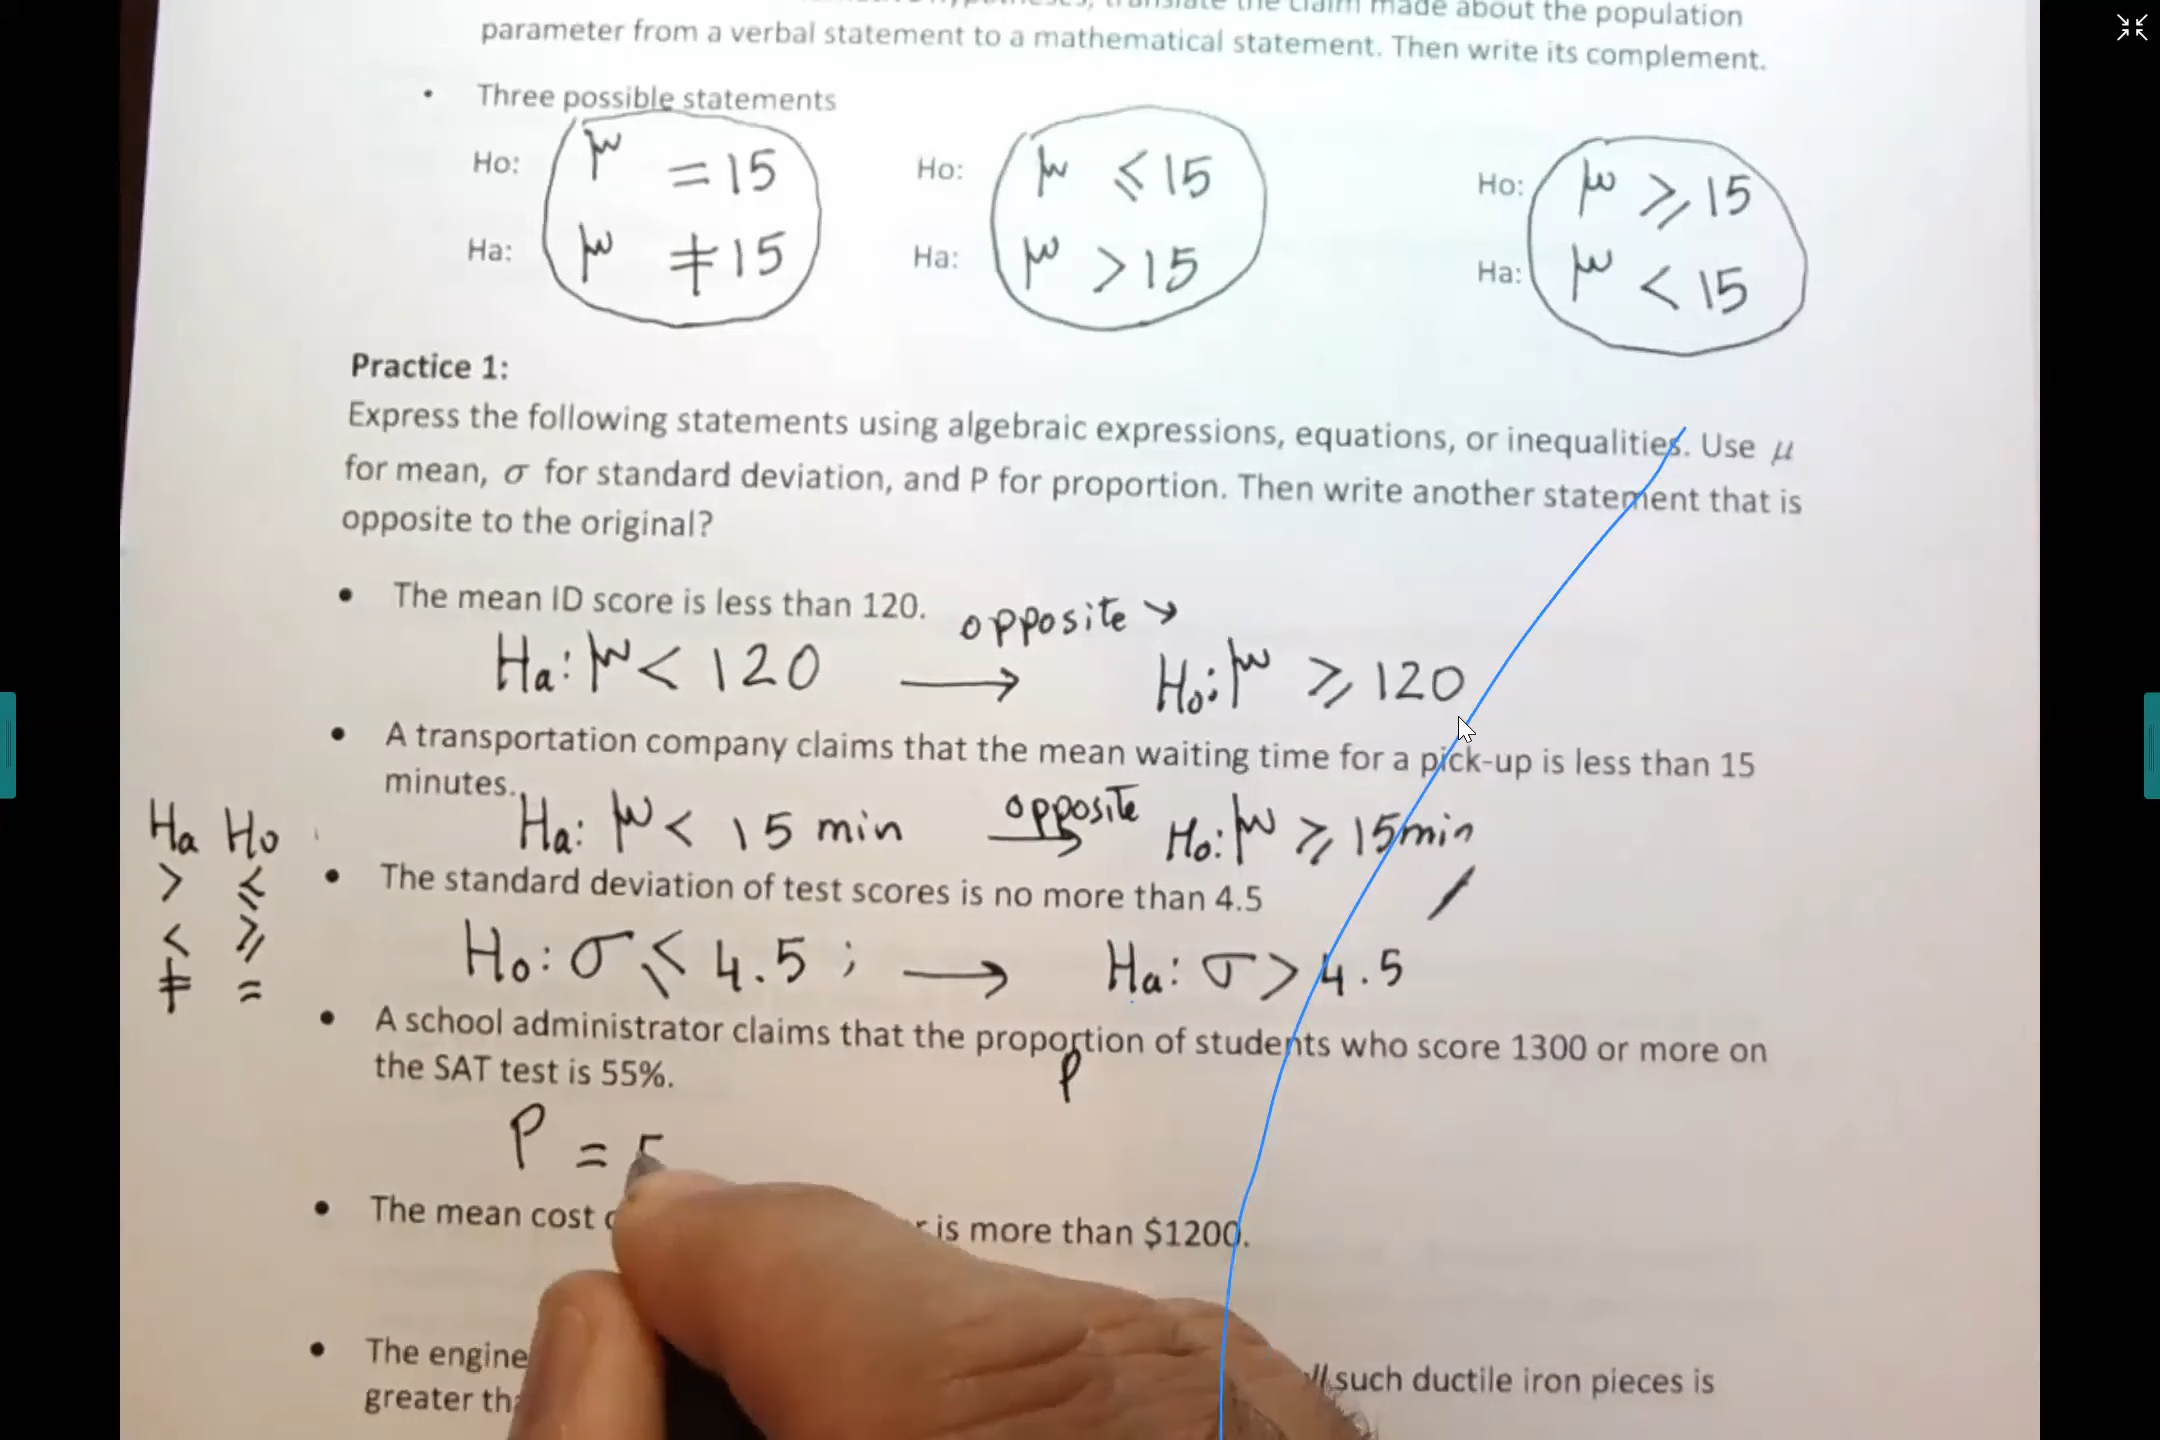 translate the claim made about the population
parameter from a verbal statement to a mathematical statement. Then write its complement.
• Three possible statements
Ho: μ = 15 Ho: μ ≤ 15 Ho: μ ≥ 15
Ha: μ ≠ 15 Ha: μ > 15 Ha: μ < 15
Practice 1:
Express the following statements using algebraic expressions, equations, or inequalities. Use μ
for mean, σ for standard deviation, and P for proportion. Then write another statement that is
opposite to the original?
• The mean ID score is less than 120. opposite →
Ha: μ < 120 → Ho: μ ≥ 120
• A transportation company claims that the mean waiting time for a pick-up is less than 15
minutes.
Ha: μ < 15 min opposite → Ho: μ ≥ 15 min
Ha Ho
> ≤
< ≥
≠ =
• The standard deviation of test scores is no more than 4.5
Ho: σ ≤ 4.5 ; → Ha: σ > 4.5
• A school administrator claims that the proportion of students who score 1300 or more on
the SAT test is 55%. P
P = 5
• The mean cost is more than $1200.
• The such ductile iron pieces is
greater